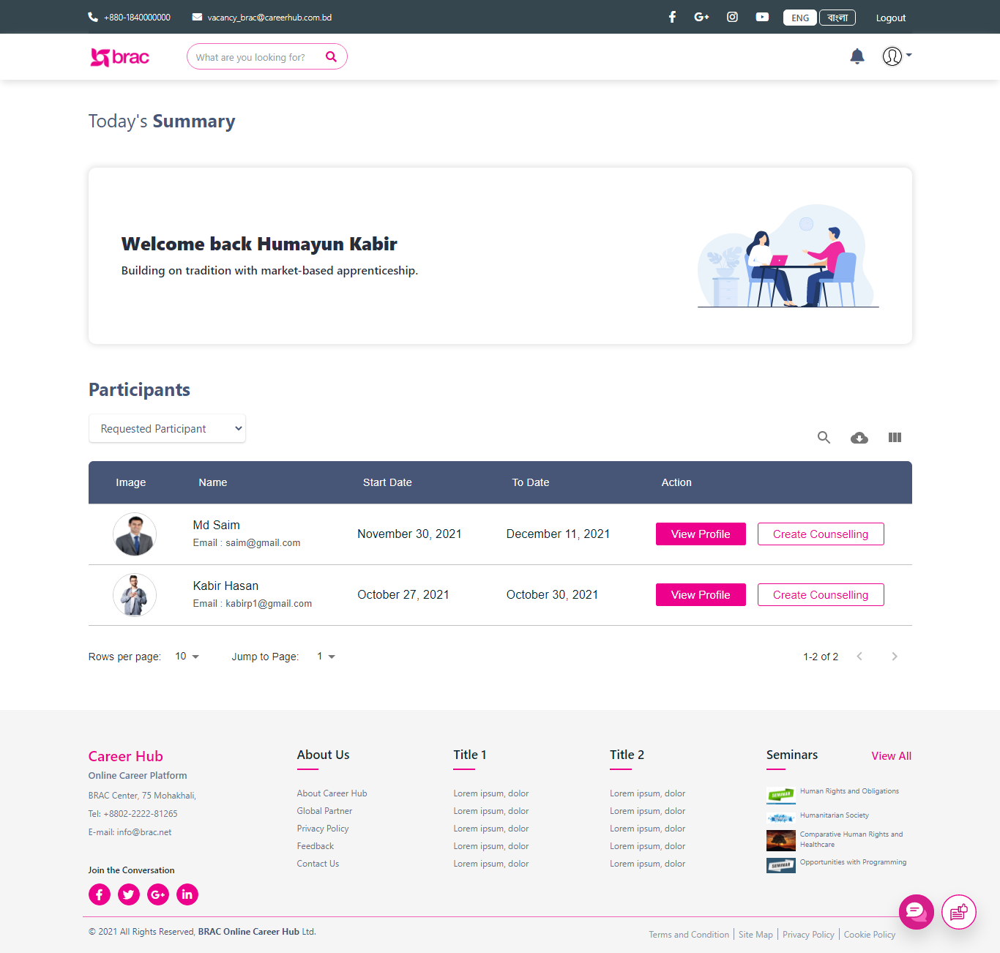 +880-1840000000
vacancy_brac@careerhub.com.bd
ENG
বাংলা
Logout
brac
What are you looking for?
Today's Summary
Welcome back Humayun Kabir
Building on tradition with market-based apprenticeship.
Participants
Requested Participant
Image Name Start Date To Date Action
Md Saim
Email : saim@gmail.com
November 30, 2021
December 11, 2021
View Profile
Create Counselling
Kabir Hasan
Email : kabirp1@gmail.com
October 27, 2021
October 30, 2021
View Profile
Create Counselling
Rows per page: 10
Jump to Page: 1
1-2 of 2
Career Hub
Online Career Platform
BRAC Center, 75 Mohakhali,
Tel: +8802-2222-81265
E-mail: info@brac.net
Join the Conversation
About Us
About Career Hub
Global Partner
Privacy Policy
Feedback
Contact Us
Title 1
Lorem ipsum, dolor
Lorem ipsum, dolor
Lorem ipsum, dolor
Lorem ipsum, dolor
Lorem ipsum, dolor
Title 2
Lorem ipsum, dolor
Lorem ipsum, dolor
Lorem ipsum, dolor
Lorem ipsum, dolor
Lorem ipsum, dolor
Seminars
View All
SEMINAR
Human Rights and Obligations
Humanitarian Society
Comparative Human Rights and
Healthcare
SEMINAR
Opportunities with Programming
© 2021 All Rights Reserved, BRAC Online Career Hub Ltd.
Terms and Condition
Site Map
Privacy Policy
Cookie Policy